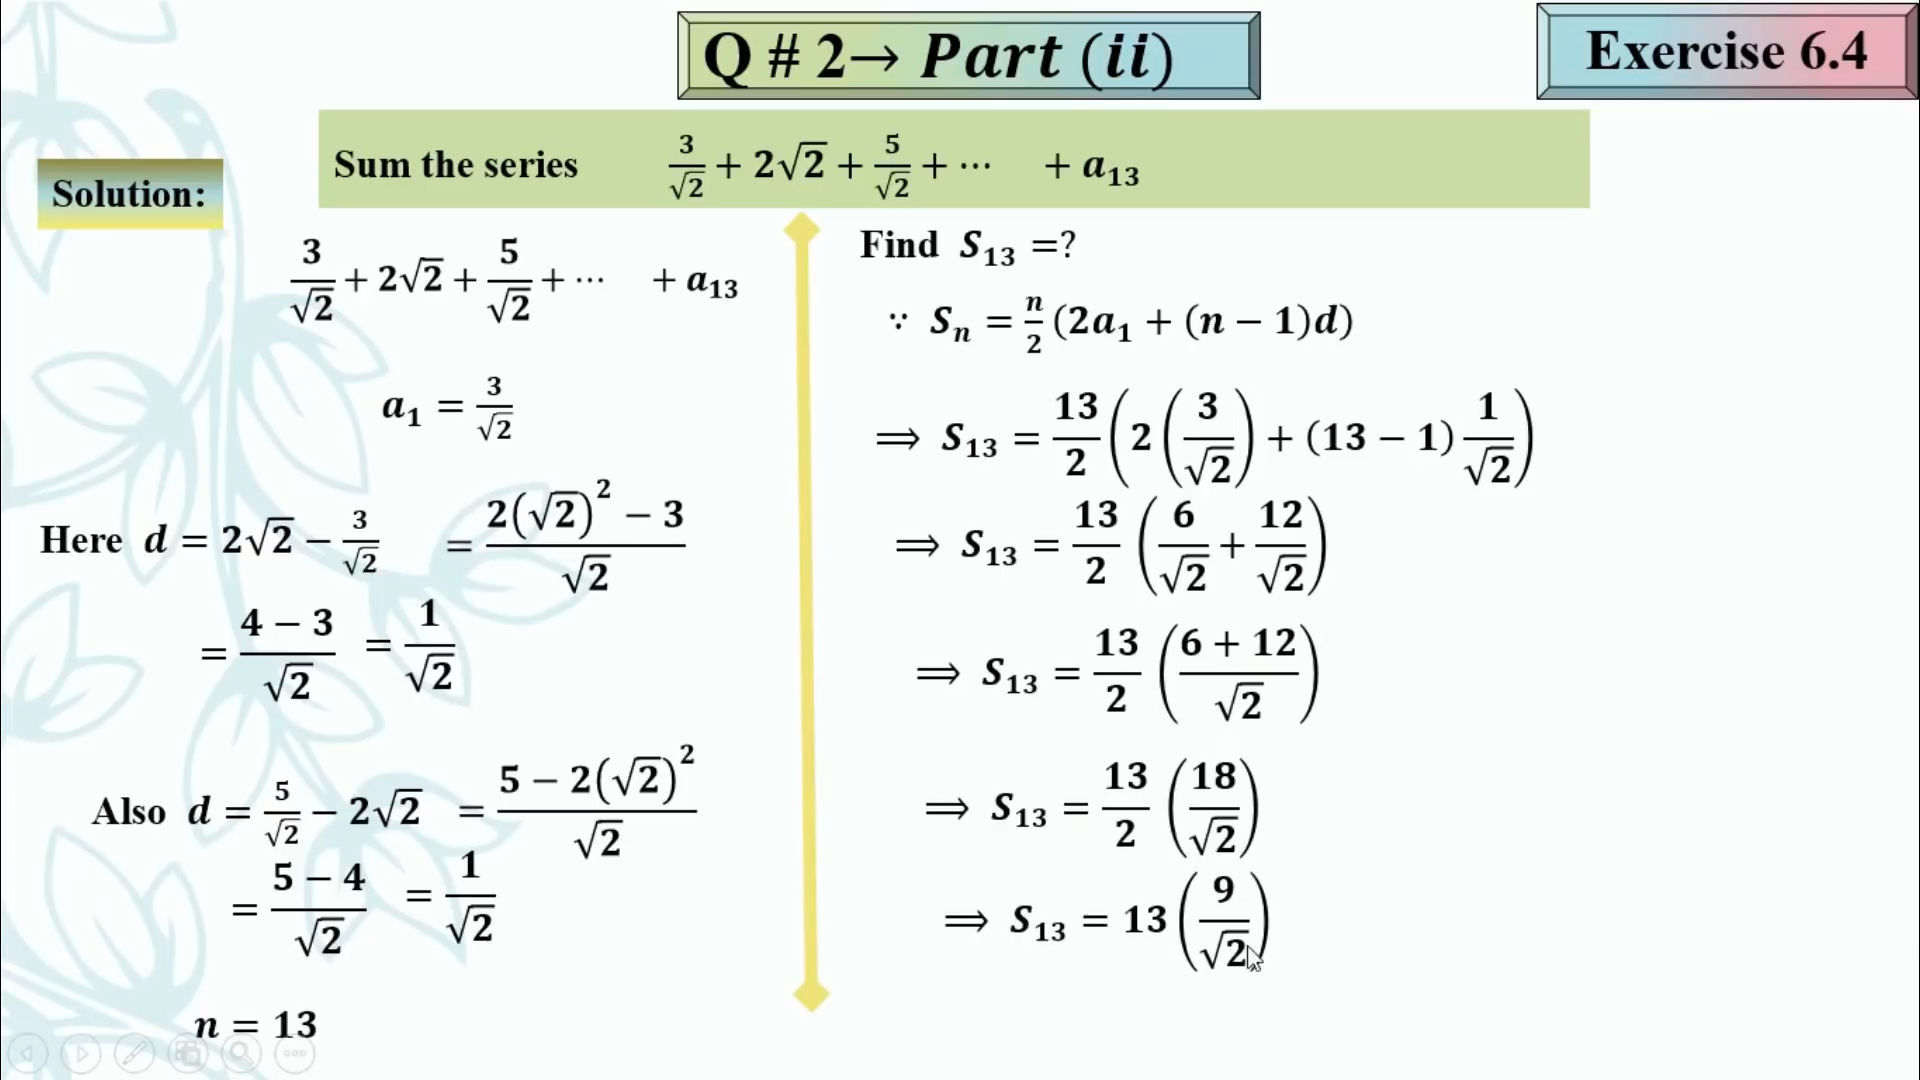 Q # 2→ Part (ii)
Exercise 6.4
Solution:
Sum the series 3/√2 + 2√2 + 5/√2 + ⋯ + a₁₃
3/√2 + 2√2 + 5/√2 + ⋯ + a₁₃
a₁ = 3/√2
Here d = 2√2 − 3/√2 = (2(√2)² − 3)/√2
= (4 − 3)/√2 = 1/√2
Also d = 5/√2 − 2√2 = (5 − 2(√2)²)/√2
= (5 − 4)/√2 = 1/√2
n = 13
Find S₁₃ =?
∵ Sₙ = n/2 (2a₁ + (n − 1)d)
⟹ S₁₃ = 13/2 (2(3/√2) + (13 − 1) 1/√2)
⟹ S₁₃ = 13/2 (6/√2 + 12/√2)
⟹ S₁₃ = 13/2 ((6 + 12)/√2)
⟹ S₁₃ = 13/2 (18/√2)
⟹ S₁₃ = 13 (9/√2)